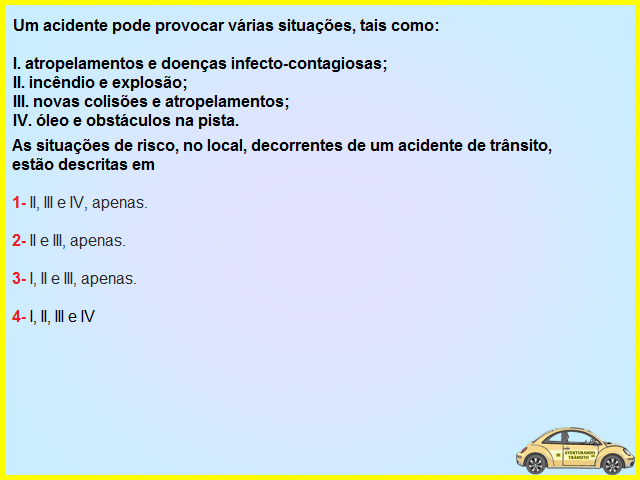 Um acidente pode provocar várias situações, tais como:
I. atropelamentos e doenças infecto-contagiosas;
II. incêndio e explosão;
III. novas colisões e atropelamentos;
IV. óleo e obstáculos na pista.
As situações de risco, no local, decorrentes de um acidente de trânsito,
estão descritas em
1- II, III e IV, apenas.
2- II e III, apenas.
3- I, II e III, apenas.
4- I, II, III e IV
AVENTURANDO
TRÂNSITO